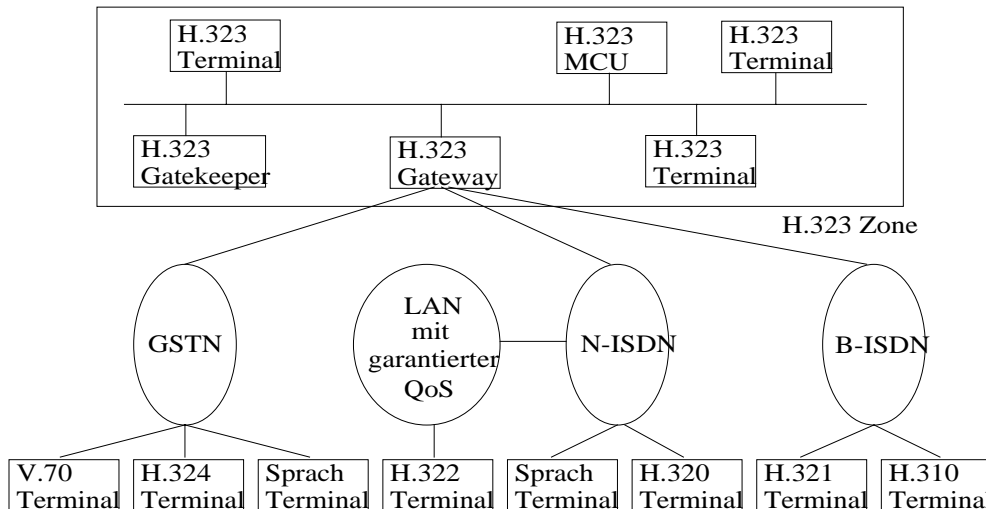 H.323
Terminal
H.323
MCU
H.323
Terminal
H.323
Gatekeeper
H.323
Gateway
H.323
Terminal
H.323 Zone
GSTN
LAN
mit
garantierter
QoS
N-ISDN
B-ISDN
V.70
Terminal
H.324
Terminal
Sprach
Terminal
H.322
Terminal
Sprach
Terminal
H.320
Terminal
H.321
Terminal
H.310
Terminal